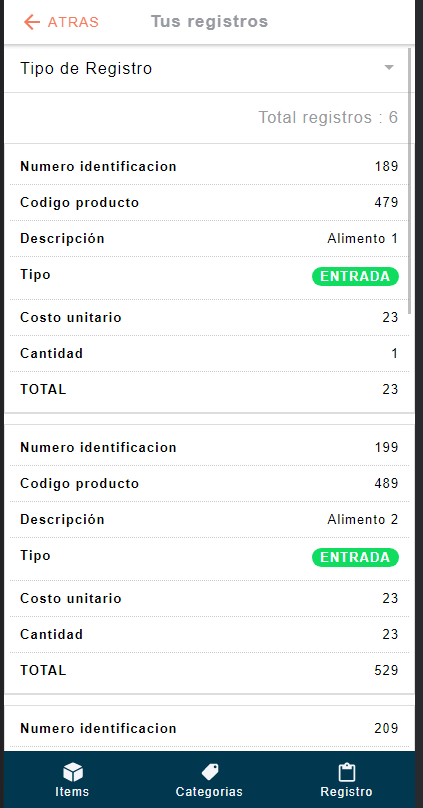 ATRAS Tus registros
Tipo de Registro
Total registros : 6
Numero identificacion 189
Codigo producto 479
Descripción Alimento 1
Tipo ENTRADA
Costo unitario 23
Cantidad 1
TOTAL 23
Numero identificacion 199
Codigo producto 489
Descripción Alimento 2
Tipo ENTRADA
Costo unitario 23
Cantidad 23
TOTAL 529
Numero identificacion 209
Items Categorias Registro